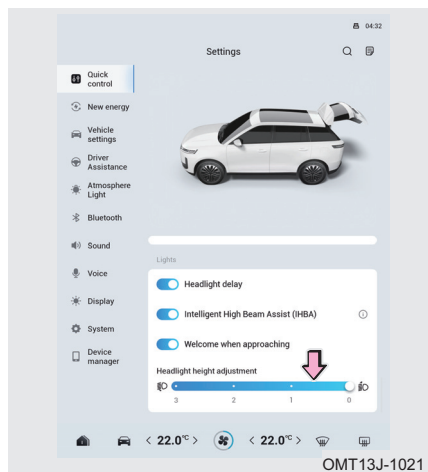 04:32
Settings
Quick
control
New energy
Vehicle
settings
Driver
Assistance
Atmosphere
Light
Bluetooth
Sound
Voice
Display
System
Device
manager
Lights
Headlight delay
Intelligent High Beam Assist (IHBA)
Welcome when approaching
Headlight height adjustment
3 2 1 0
< 22.0°C > < 22.0°C >
OMT13J-1021